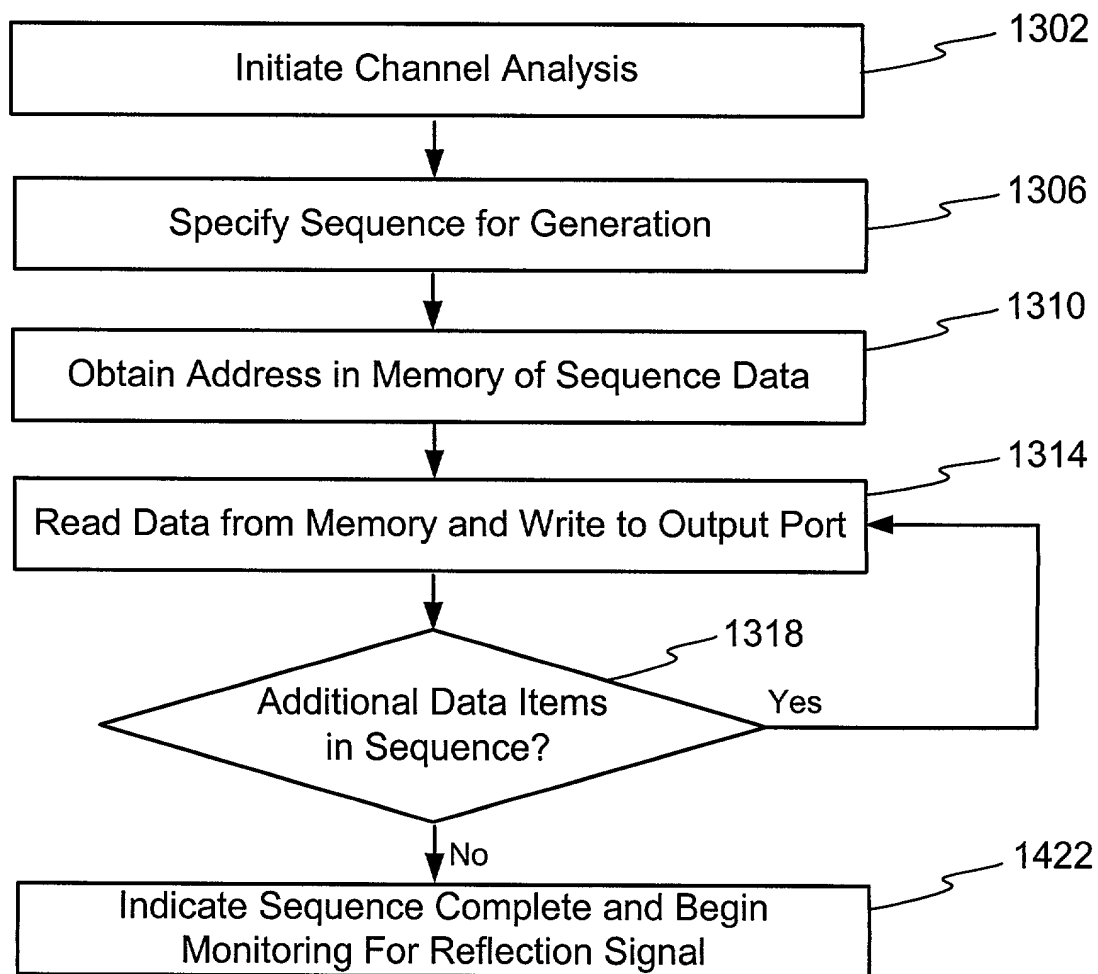 1302
Initiate Channel Analysis
1306
Specify Sequence for Generation
1310
Obtain Address in Memory of Sequence Data
1314
Read Data from Memory and Write to Output Port
1318
Additional Data Items
in Sequence?
Yes
No
1422
Indicate Sequence Complete and Begin
Monitoring For Reflection Signal